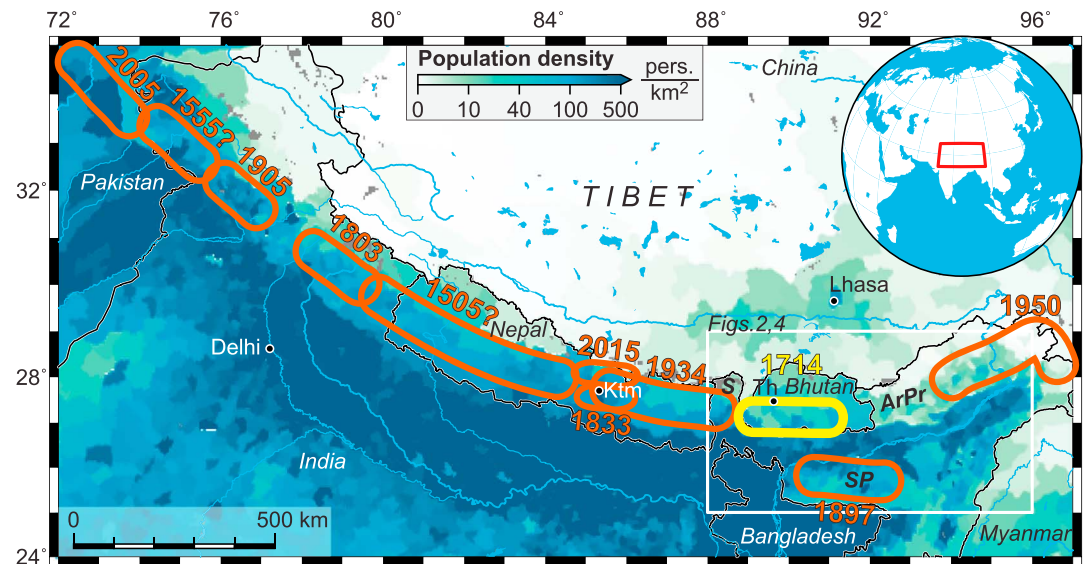 72˚ 76˚ 80˚ 84˚ 88˚ 92˚ 96˚
Population density
pers.
km²
0 10 40 100 500
China
2005
1555?
1905
Pakistan
32˚
TIBET
1803
1505?
Nepal
Lhasa
1950
Figs.2,4
Delhi
2015
1934
1714
28˚
Ktm
S
Th
Bhutan
ArPr
1833
India
SP
1897
0 500 km
Bangladesh
Myanmar
24˚